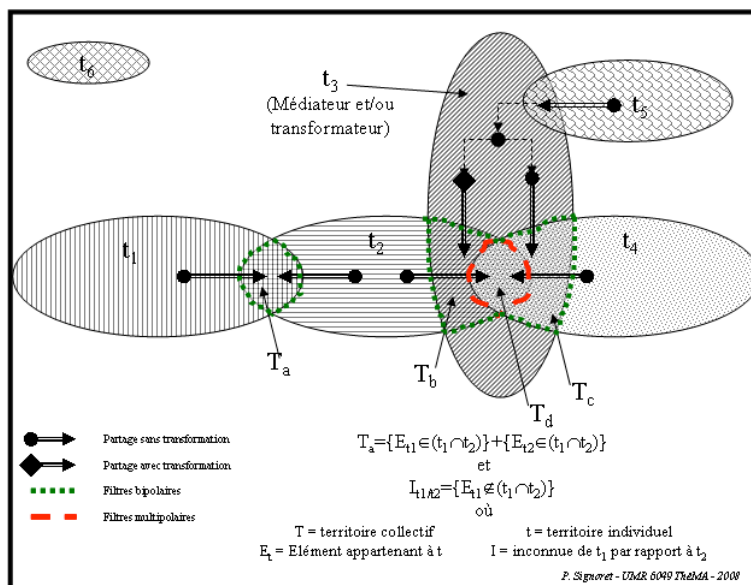 t6
t3
(Médiateur et/ou
transformateur)
t5
t1
t2
t4
Ta
Tb
Td
Tc
Partage sans transformation
Partage avec transformation
Filtres bipolaires
Filtres multipolaires
Ta={Et1∈(t1∩t2)}+{Et2∈(t1∩t2)}
et
It1/t2={Et1∉(t1∩t2)}
où
T = territoire collectif t = territoire individuel
Et = Elément appartenant à t I = inconnue de t1 par rapport à t2
P. Signoret - UMR 6049 ThéMA - 2008